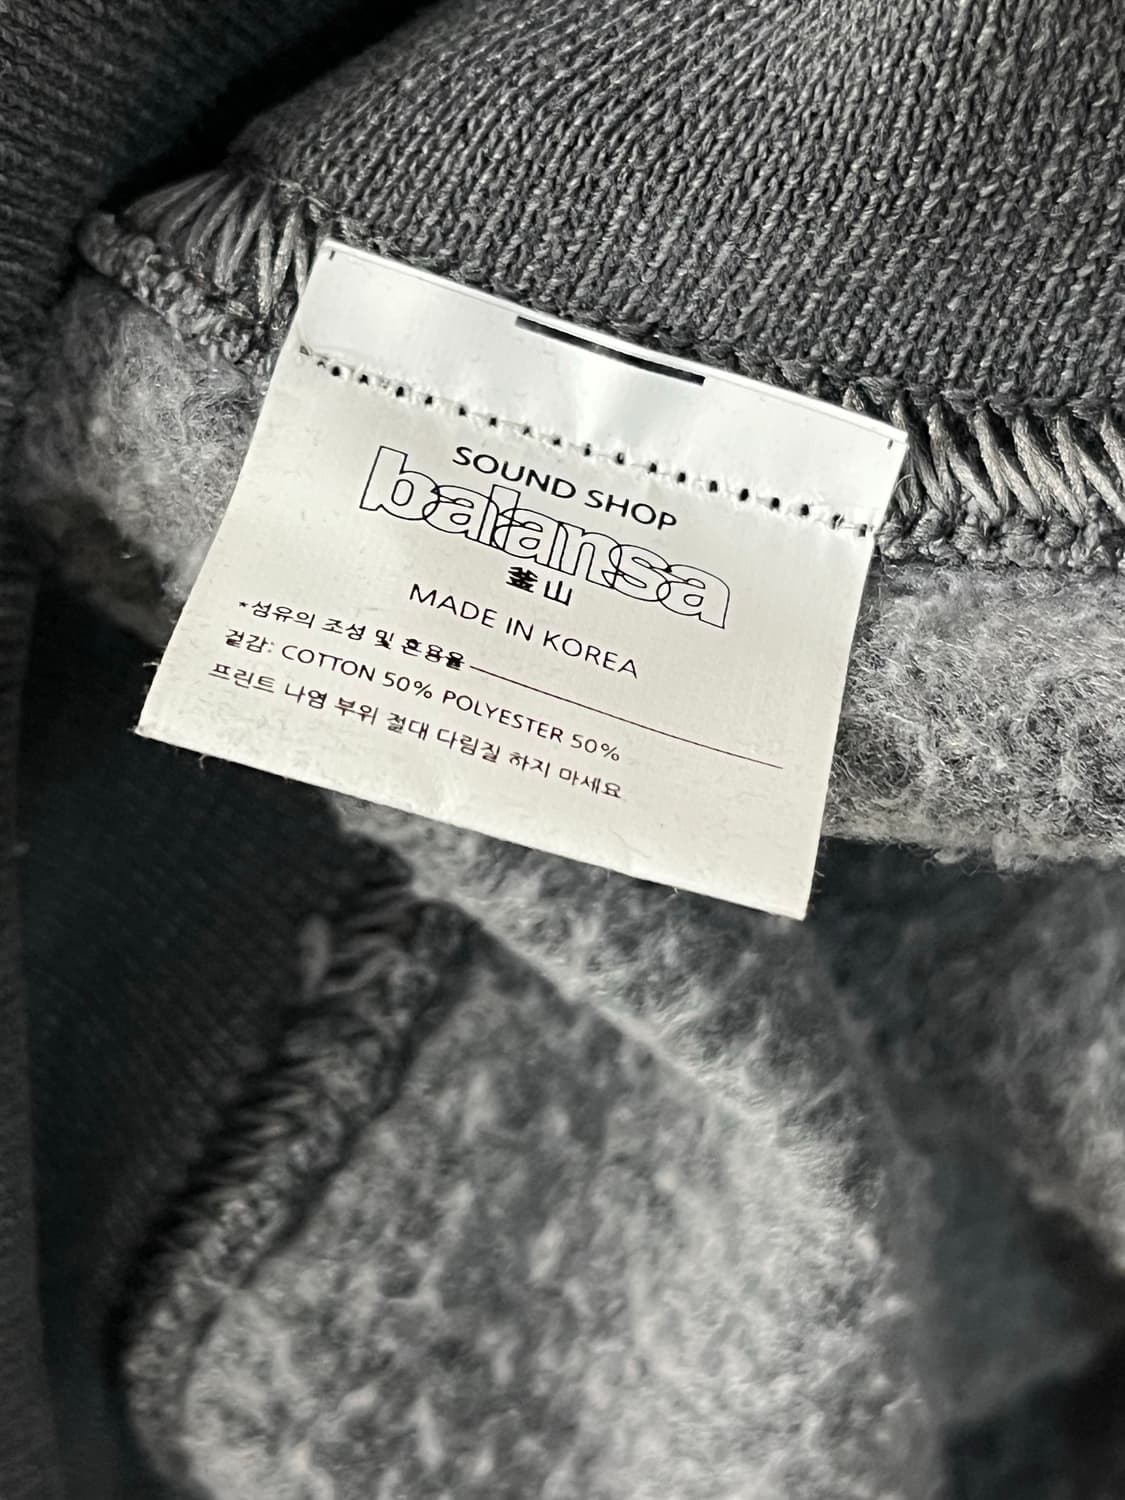 SOUND SHOP
balansa
釜山
MADE IN KOREA
*섬유의 조성 및 혼용율
겉감: COTTON 50% POLYESTER 50%
프린트 나염 부위 절대 다림질 하지 마세요